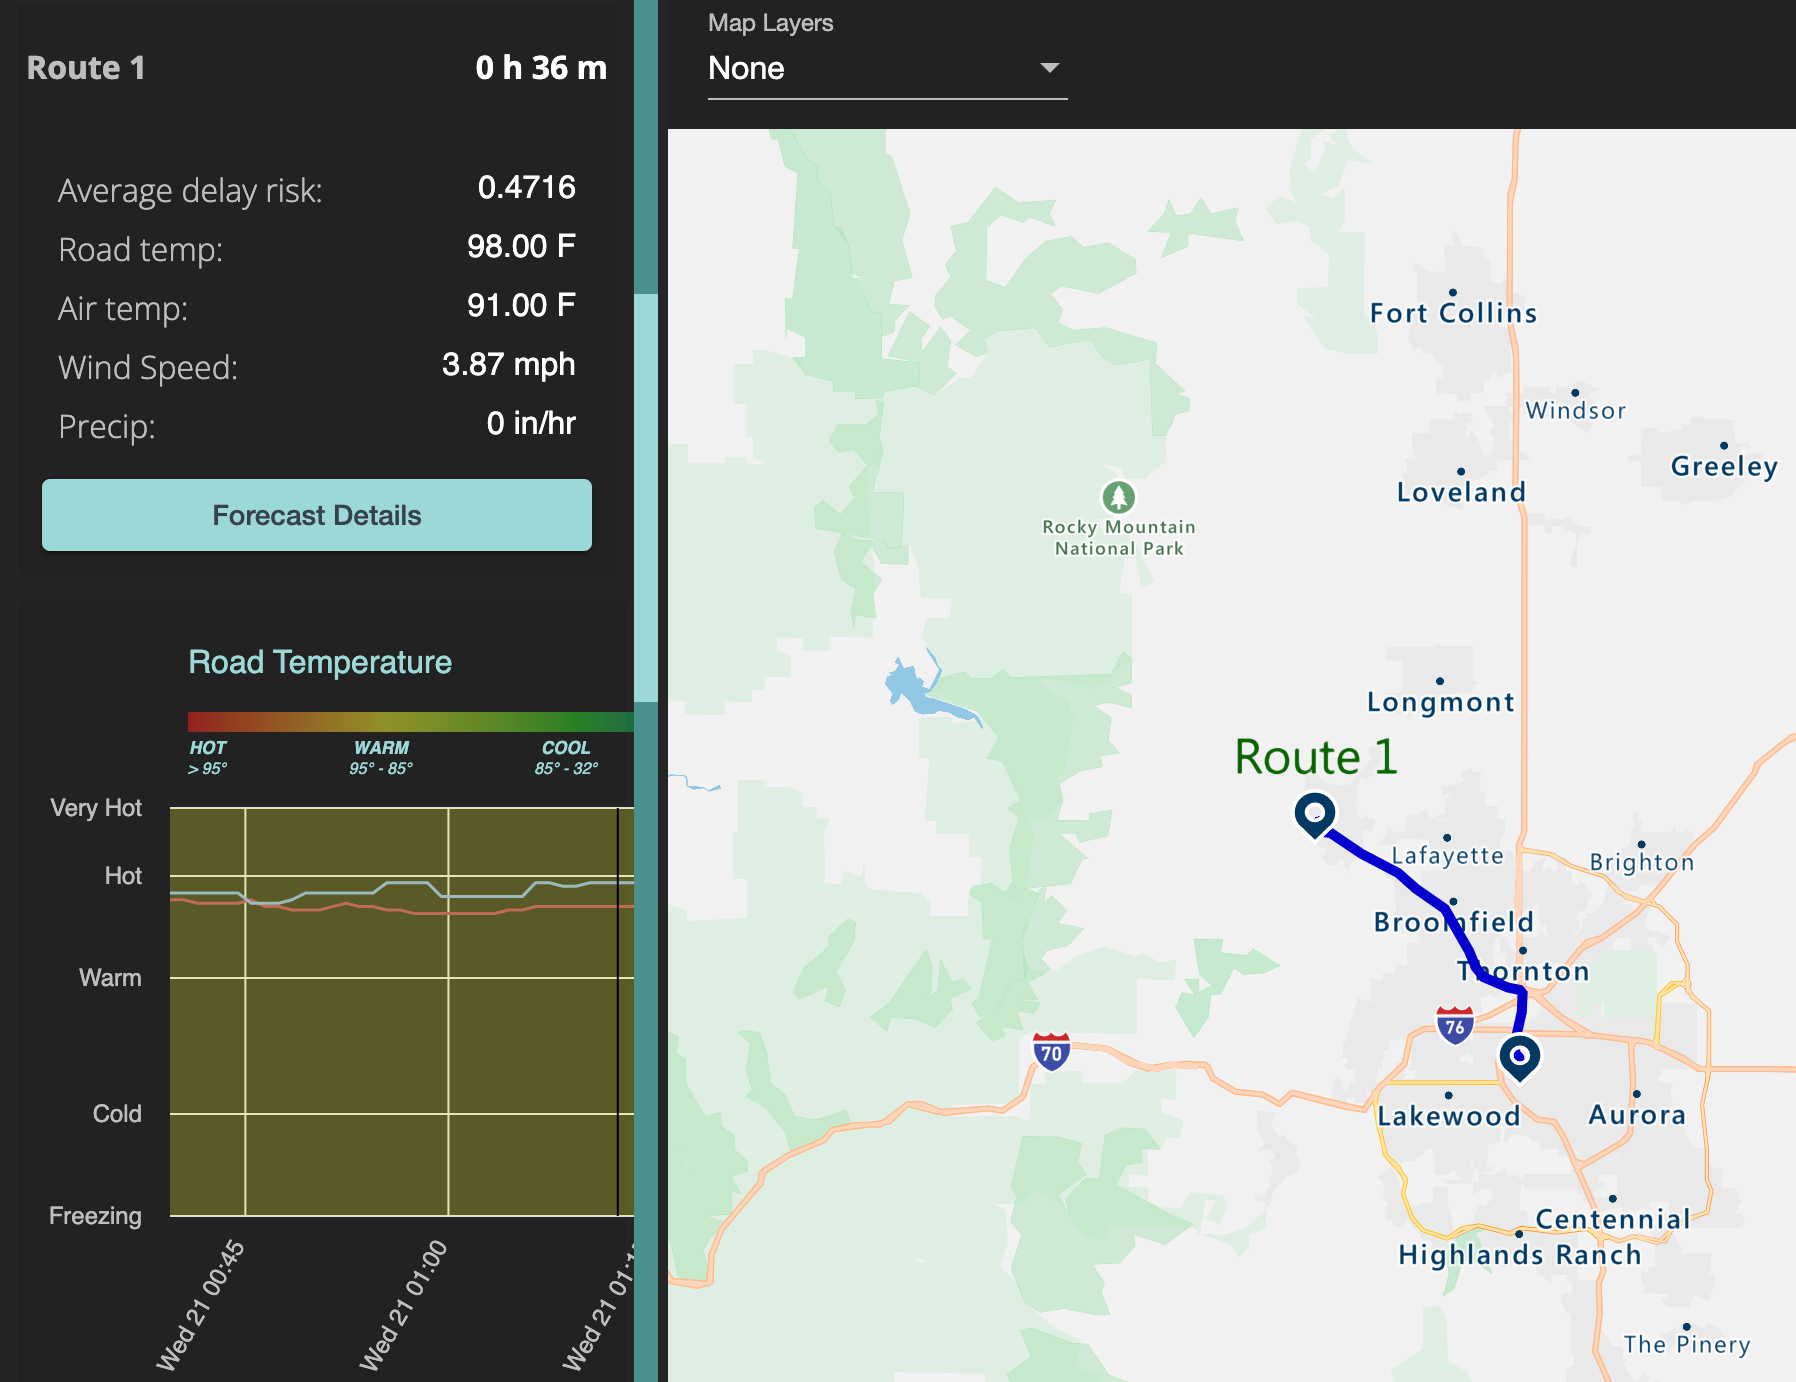 Route 1 0 h 36 m
Average delay risk: 0.4716
Road temp: 98.00 F
Air temp: 91.00 F
Wind Speed: 3.87 mph
Precip: 0 in/hr
Forecast Details
Road Temperature
HOT WARM COOL
> 95° 95° - 85° 85° - 32°
Very Hot
Hot
Warm
Cold
Freezing
Wed 21 00:45
Wed 21 01:00
Wed 21
Map Layers
None
Fort Collins
Windsor
Greeley
Loveland
Rocky Mountain
National Park
Longmont
Route 1
Lafayette
Brighton
Broomfield
Thornton
76
70
Lakewood
Aurora
Centennial
Highlands Ranch
The Pinery